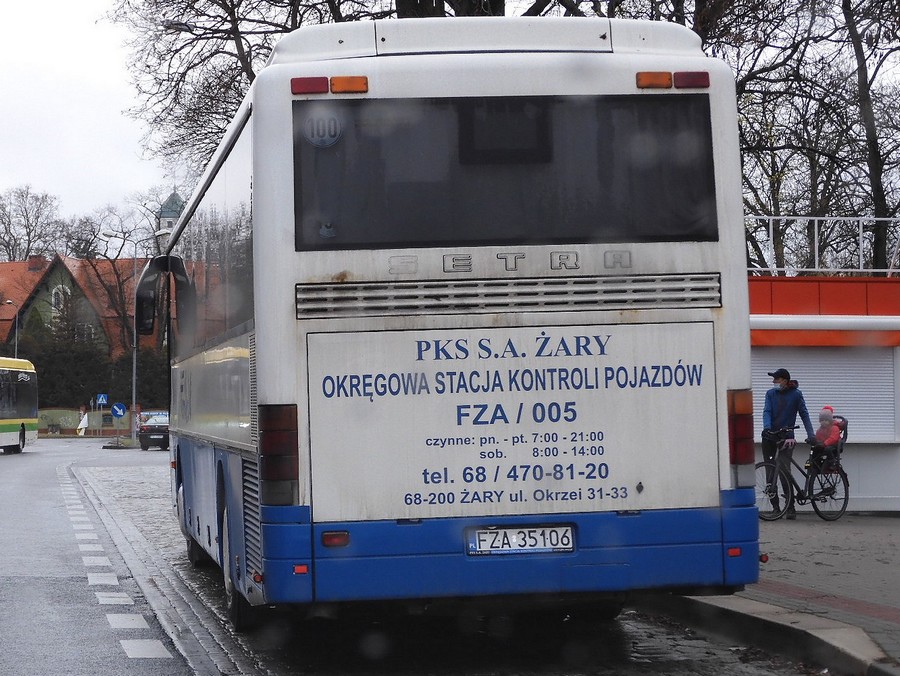 100
SETRA
PKS S.A. ŻARY
OKRĘGOWA STACJA KONTROLI POJAZDÓW
FZA / 005
czynne: pn. - pt. 7:00 - 21:00
sob. 8:00 - 14:00
tel. 68 / 470-81-20
68-200 ŻARY ul. Okrzei 31-33
PL FZA 35106